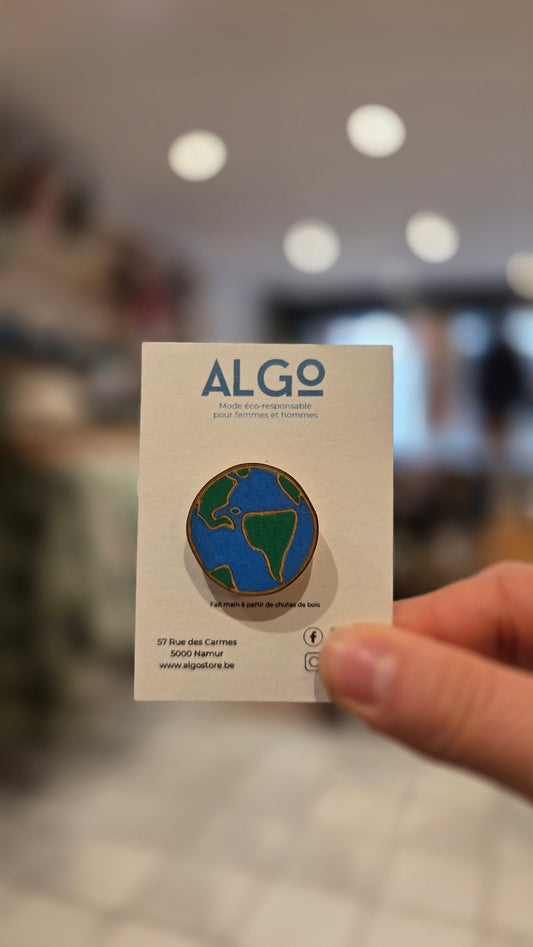 ALGO
Mode éco-responsable
pour femmes et hommes
Fait main à partir de chutes de bois
57 Rue des Carmes
5000 Namur
www.algostore.be